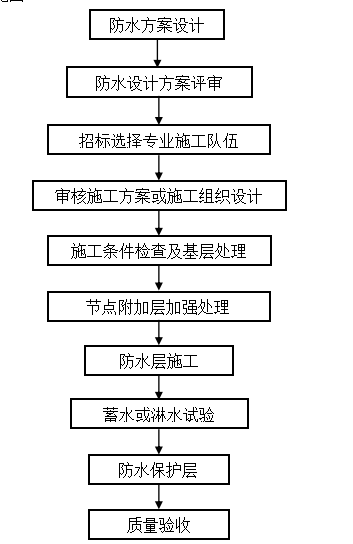 防水方案设计
防水设计方案评审
招标选择专业施工队伍
审核施工方案或施工组织设计
施工条件检查及基层处理
节点附加层加强处理
防水层施工
蓄水或淋水试验
防水保护层
质量验收